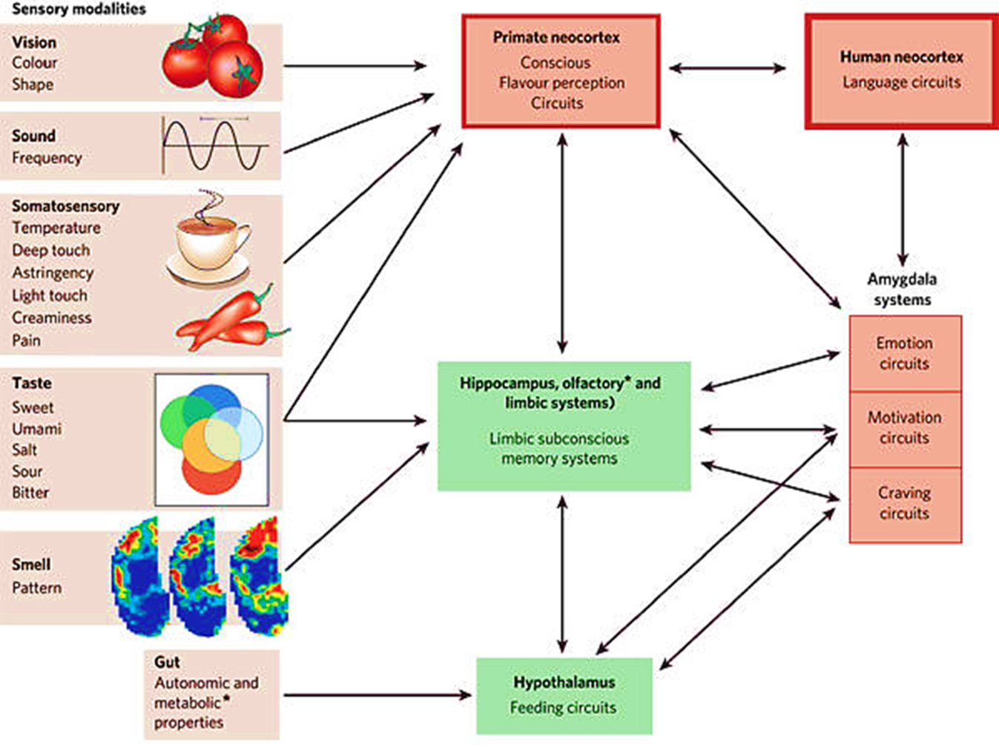 Sensory modalities
Vision
Colour
Shape
Sound
Frequency
Somatosensory
Temperature
Deep touch
Astringency
Light touch
Creaminess
Pain
Taste
Sweet
Umami
Salt
Sour
Bitter
Smell
Pattern
Gut
Autonomic and
metabolic*
properties
Primate neocortex
Conscious
Flavour perception
Circuits
Human neocortex
Language circuits
Hippocampus, olfactory* and
limbic systems)
Limbic subconscious
memory systems
Amygdala
systems
Emotion
circuits
Motivation
circuits
Craving
circuits
Hypothalamus
Feeding circuits